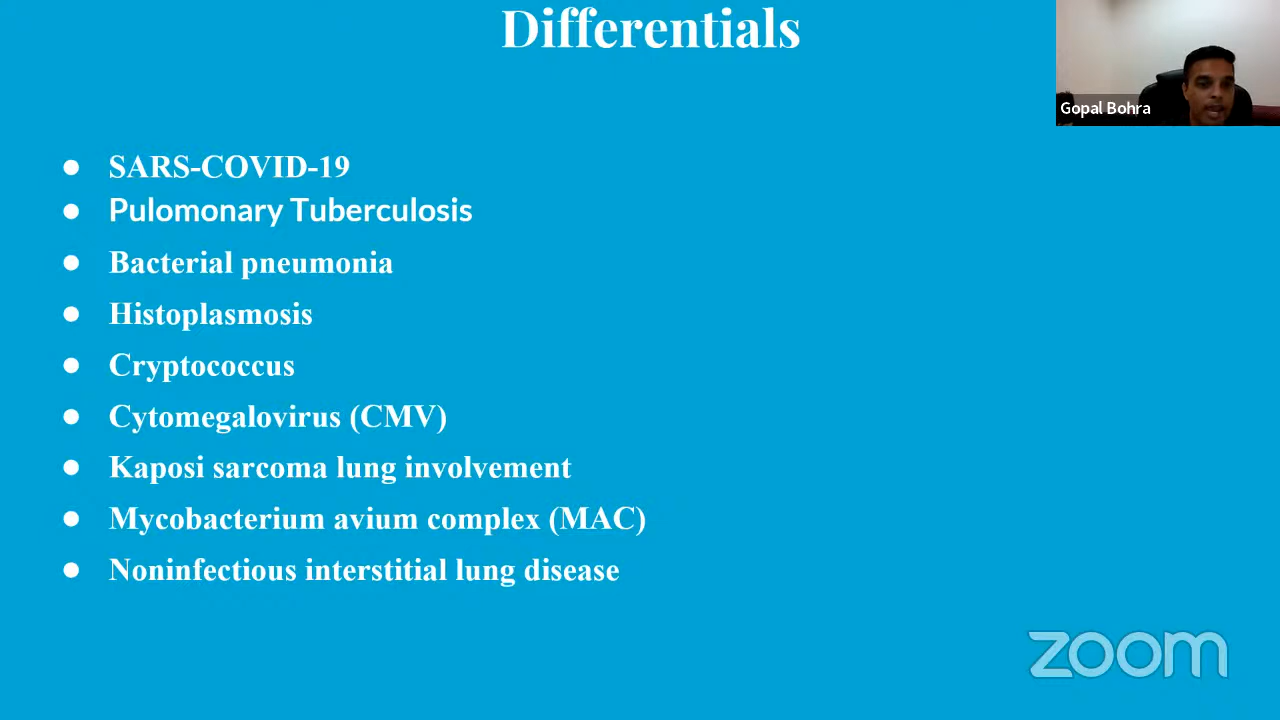 Differentials
Gopal Bohra
● SARS-COVID-19
● Pulomonary Tuberculosis
● Bacterial pneumonia
● Histoplasmosis
● Cryptococcus
● Cytomegalovirus (CMV)
● Kaposi sarcoma lung involvement
● Mycobacterium avium complex (MAC)
● Noninfectious interstitial lung disease
zoom